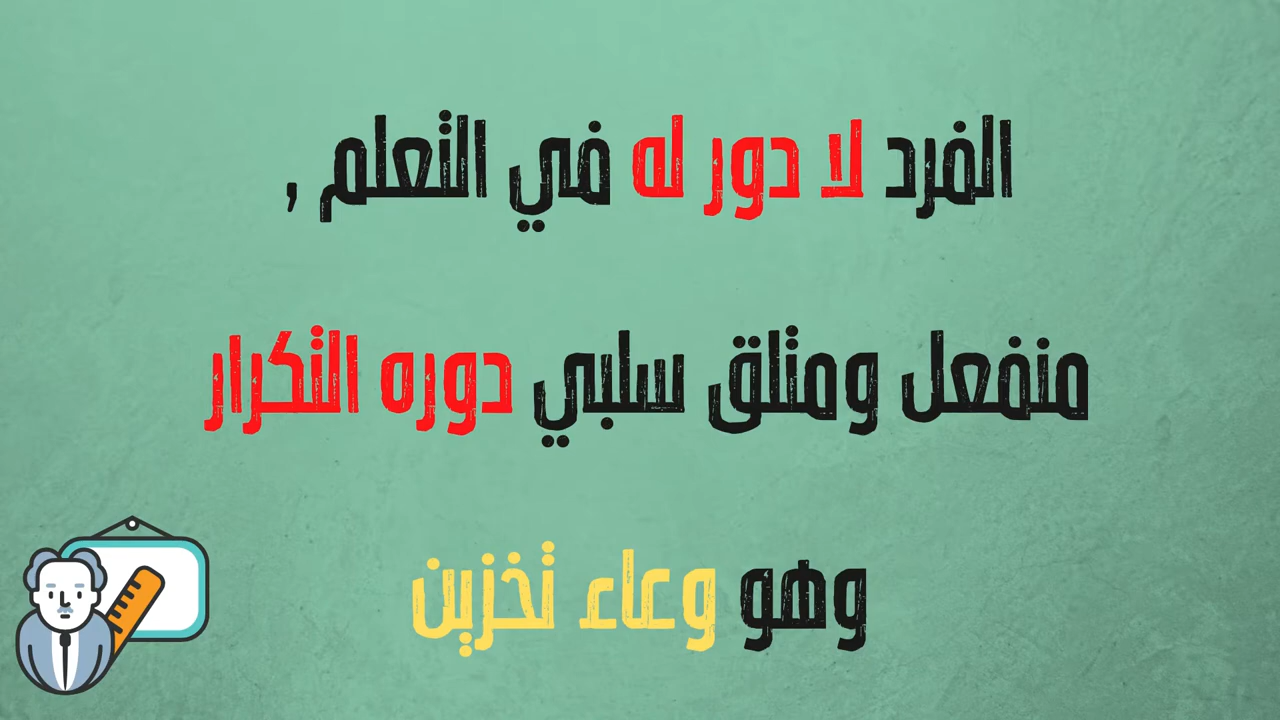 الفرد لا دور له في التعلم ,
منفعل ومتلق سلبي دوره التكرار
وهو وعاء تخزين